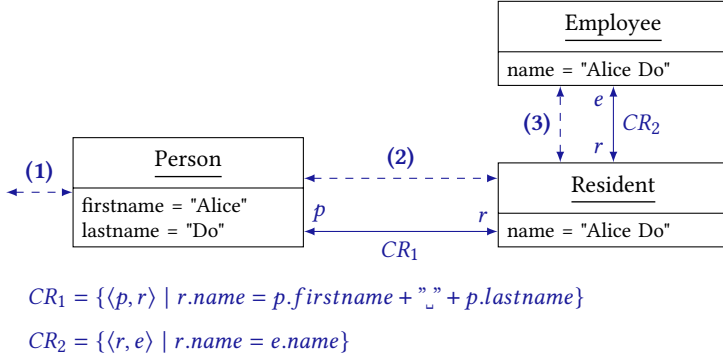 Employee
name = "Alice Do"
e
(3)
CR₂
r
Person
(1)
(2)
Resident
firstname = "Alice"
lastname = "Do"
p
r
name = "Alice Do"
CR₁
CR₁ = {⟨p, r⟩ | r.name = p.firstname + "␣" + p.lastname}
CR₂ = {⟨r, e⟩ | r.name = e.name}